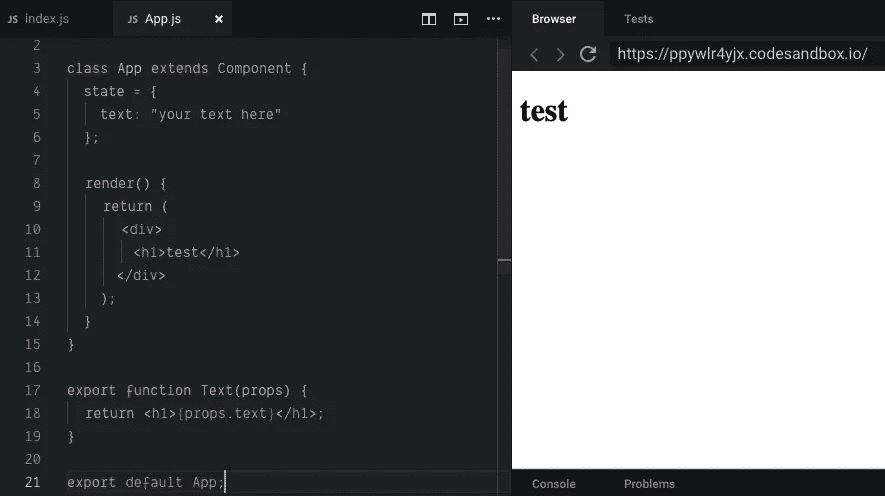 JS index.js
JS App.js ×
Browser Tests
https://ppywlr4yjx.codesandbox.io/
2
3 class App extends Component {
4 state = {
5 text: "your text here"
6 };
7
8 render() {
9 return (
10 <div>
11 <h1>test</h1>
12 </div>
13 );
14 }
15 }
16
17 export function Text(props) {
18 return <h1>{props.text}</h1>;
19 }
20
21 export default App;
test
Console Problems